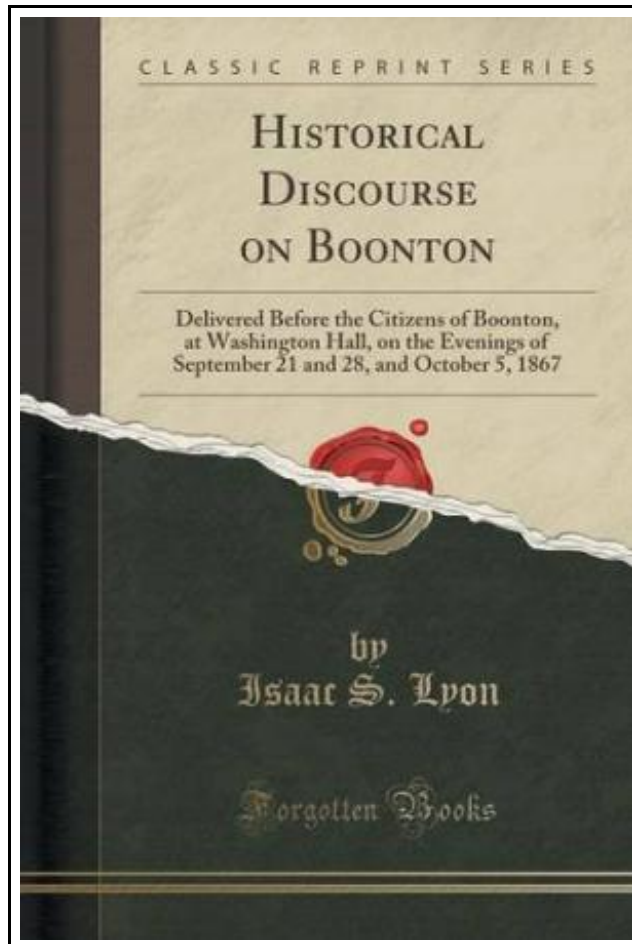 CLASSIC REPRINT SERIES
HISTORICAL
DISCOURSE
ON BOONTON
Delivered Before the Citizens of Boonton,
at Washington Hall, on the Evenings of
September 21 and 28, and October 5, 1867
by
Isaac S. Lyon
Forgotten Books